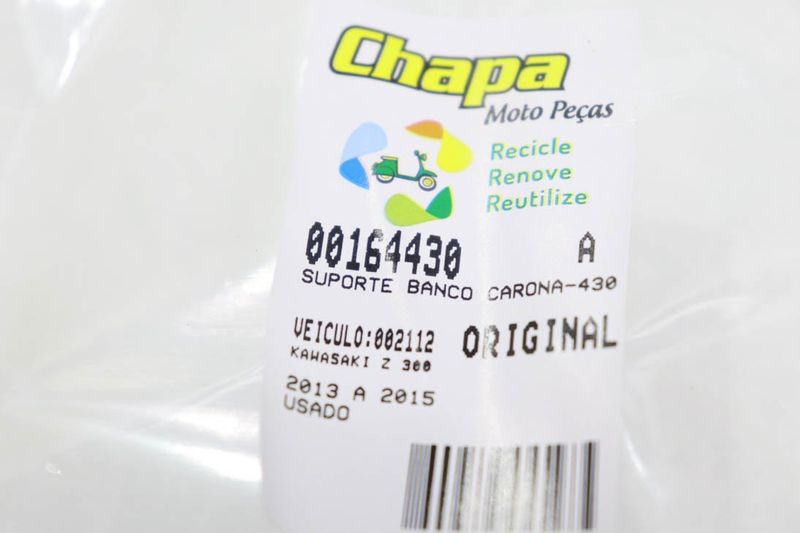 Chapa
Moto Peças
Recicle
Renove
Reutilize
00164430 A
SUPORTE BANCO CARONA-430
VEICULO:002112 ORIGINAL
KAWASAKI Z 300
2013 A 2015
USADO